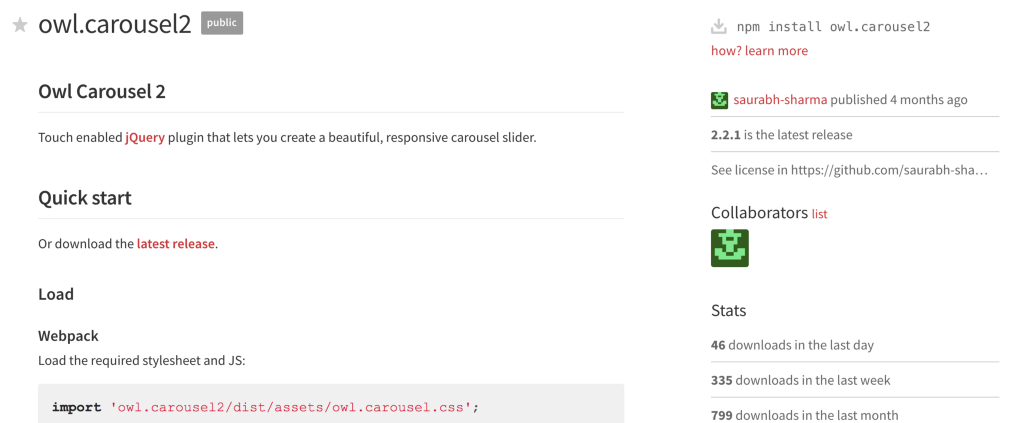 owl.carousel2 public
Owl Carousel 2
Touch enabled jQuery plugin that lets you create a beautiful, responsive carousel slider.
Quick start
Or download the latest release.
Load
Webpack
Load the required stylesheet and JS:
import 'owl.carousel2/dist/assets/owl.carousel.css';
npm install owl.carousel2
how? learn more
saurabh-sharma published 4 months ago
2.2.1 is the latest release
See license in https://github.com/saurabh-sha…
Collaborators list
Stats
46 downloads in the last day
335 downloads in the last week
799 downloads in the last month